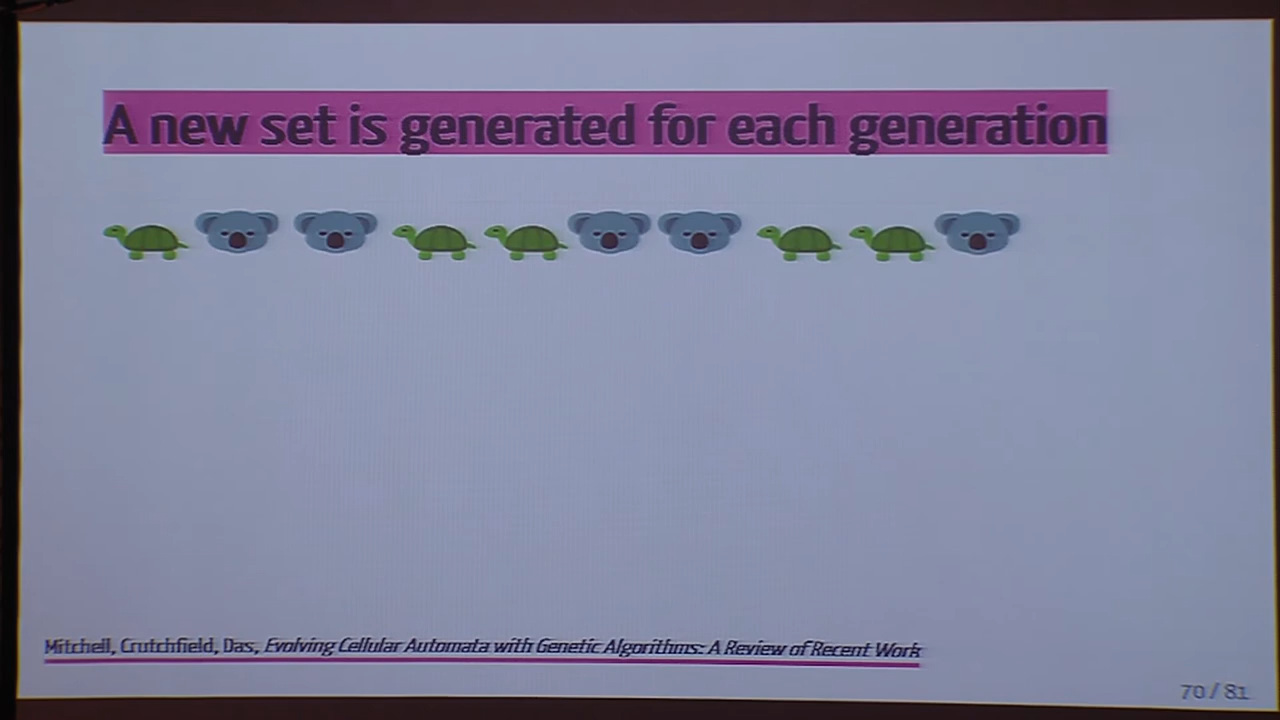 A new set is generated for each generation
Mitchell, Crutchfield, Das, Evolving Cellular Automata with Genetic Algorithms: A Review of Recent Work
70 / 81